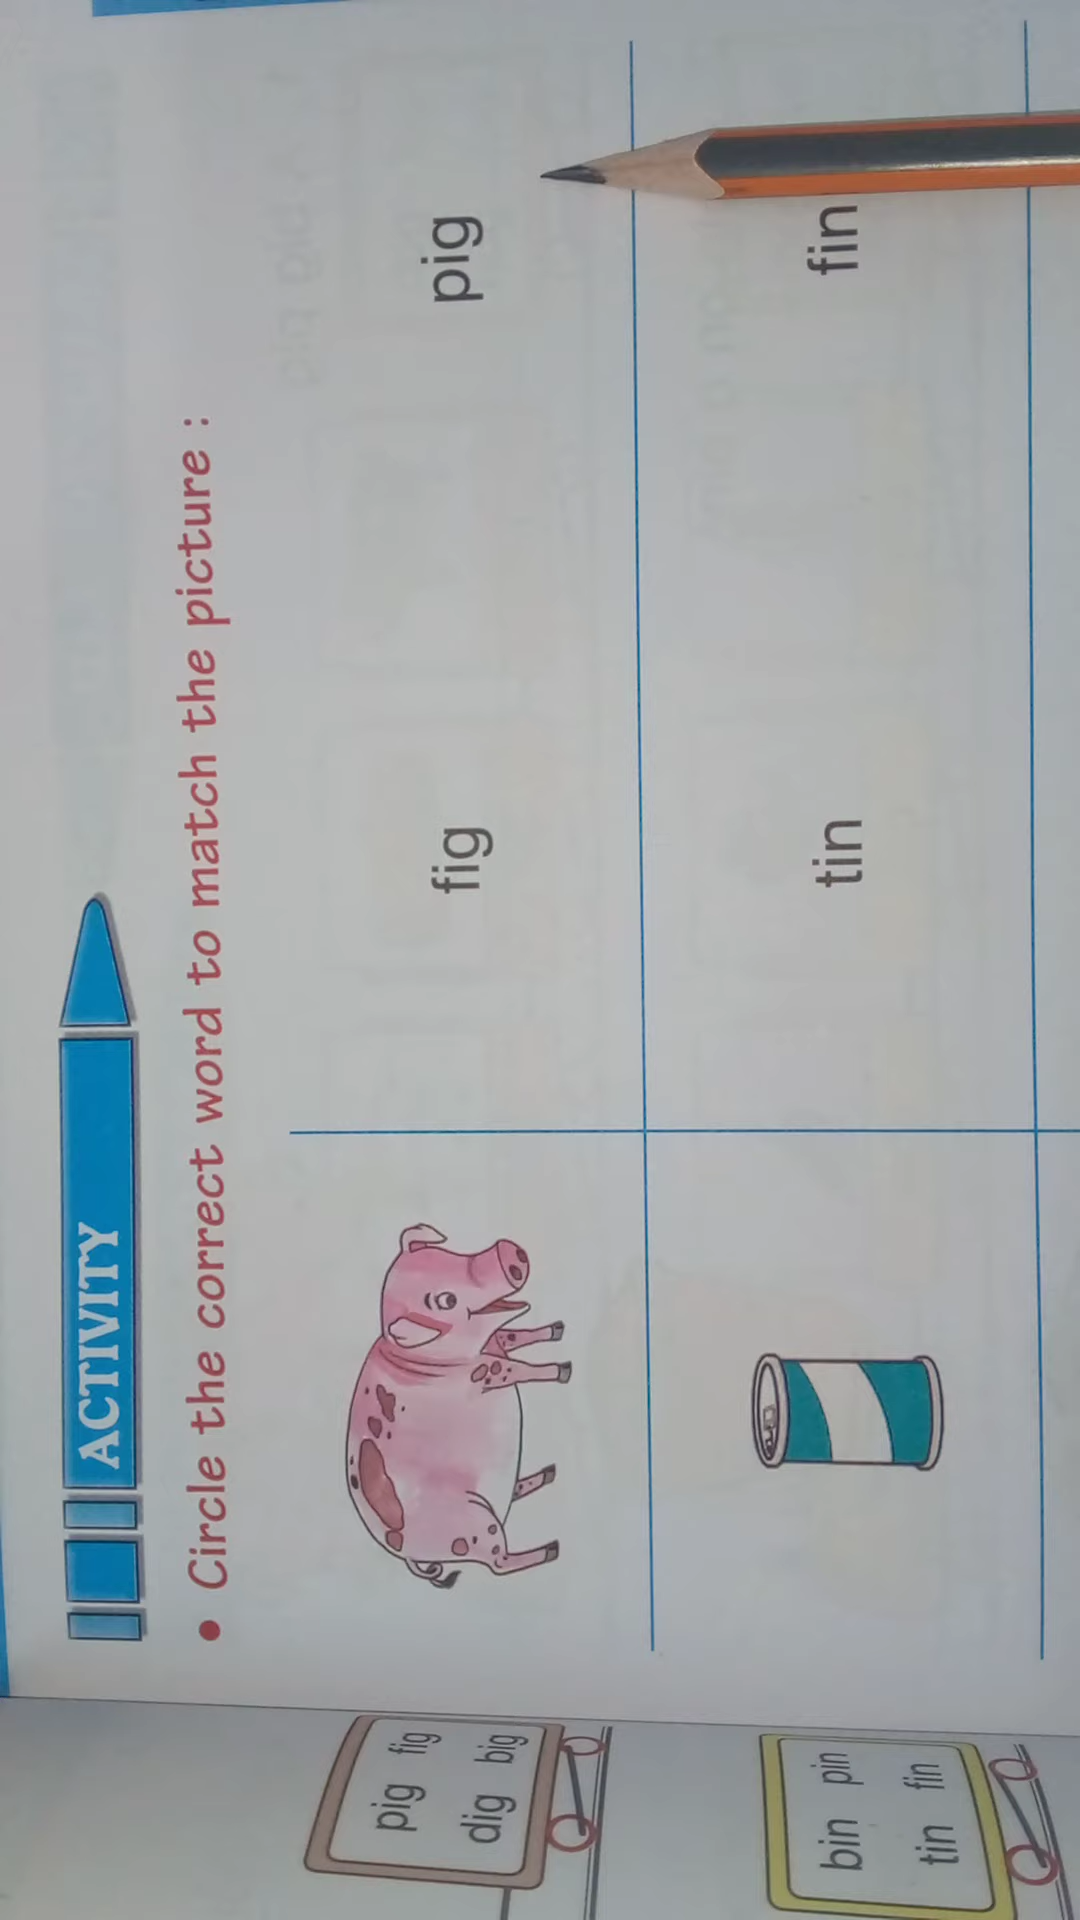 ACTIVITY
• Circle the correct word to match the picture :
fig pig
tin fin
pig fig
dig big
bin pin
tin fin